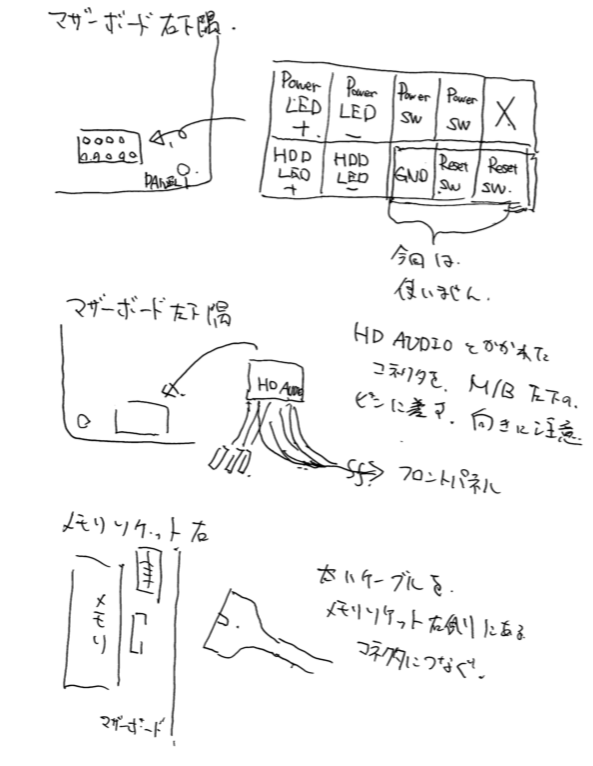 マザーボード右下隅.
Power LED +
Power LED −
Power SW
Power SW
X
HDD LED +
HDD LED −
GND
Reset SW
Reset SW.
PANEL1
今回は.
使いません.
マザーボード左下隅
HD AUDIOとかかれた
コネクタを. M/B 左下の.
ピンに差す. 向きに注意.
HD Audio
フロントパネル
メモリソケット右
メモリ
マザーボード
太いケーブルを.
メモリソケット右側にある
コネクタにつなぐ.